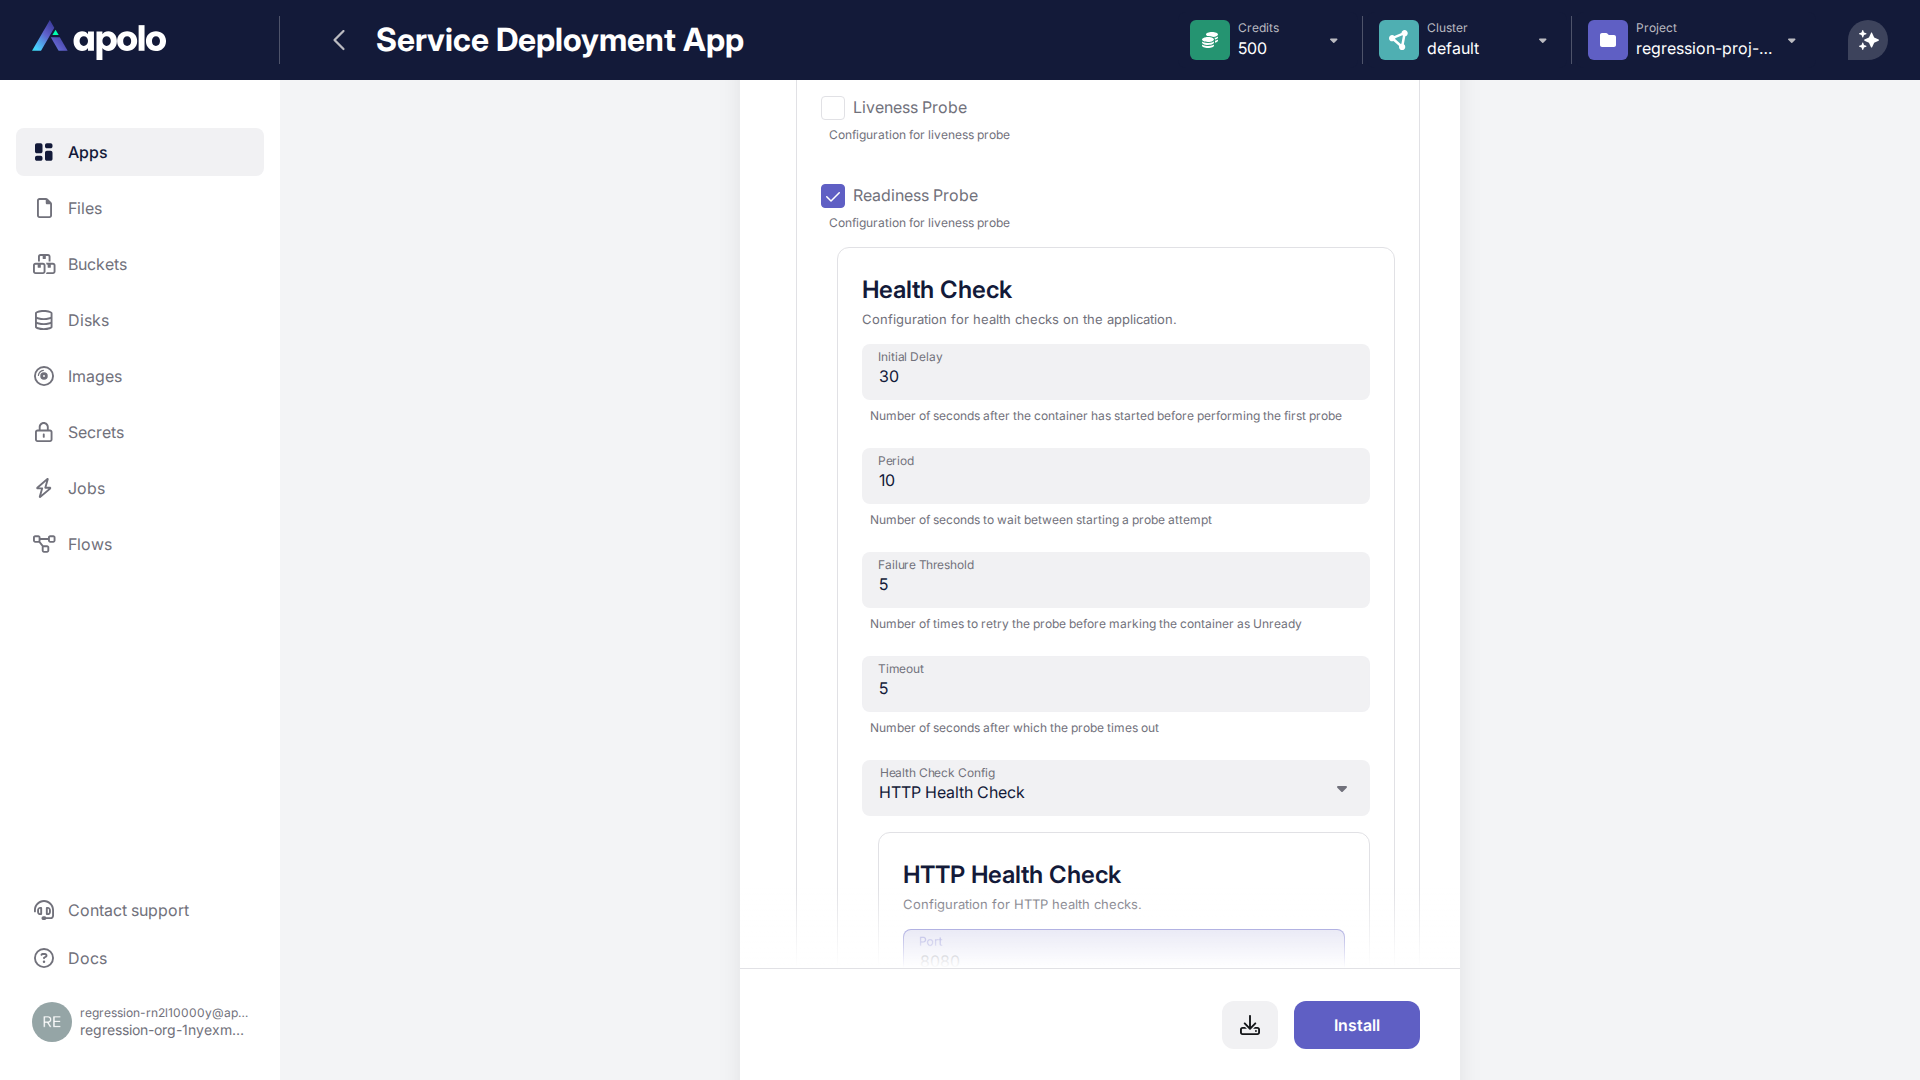 apolo
Service Deployment App
Credits
500
Cluster
default
Project
regression-proj-...
Apps
Files
Buckets
Disks
Images
Secrets
Jobs
Flows
Contact support
Docs
RE
regression-rn2l10000y@ap...
regression-org-1nyexm...
Liveness Probe
Configuration for liveness probe
Readiness Probe
Configuration for liveness probe
Health Check
Configuration for health checks on the application.
Initial Delay
30
Number of seconds after the container has started before performing the first probe
Period
10
Number of seconds to wait between starting a probe attempt
Failure Threshold
5
Number of times to retry the probe before marking the container as Unready
Timeout
5
Number of seconds after which the probe times out
Health Check Config
HTTP Health Check
HTTP Health Check
Configuration for HTTP health checks.
Port
8080
Install